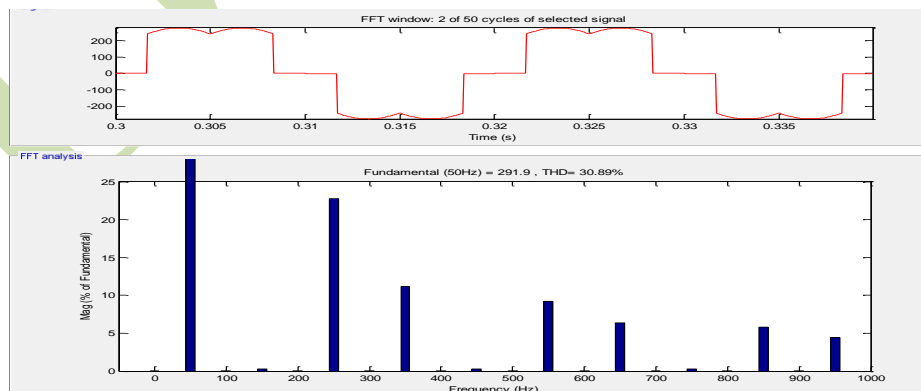 FFT window: 2 of 50 cycles of selected signal
200
100
0
-100
-200
0.3 0.305 0.31 0.315 0.32 0.325 0.33 0.335
Time (s)
FFT analysis
Fundamental (50Hz) = 291.9 , THD= 30.89%
Mag (% of Fundamental)
25
20
15
10
5
0
0 100 200 300 400 500 600 700 800 900 1000
Frequency (Hz)